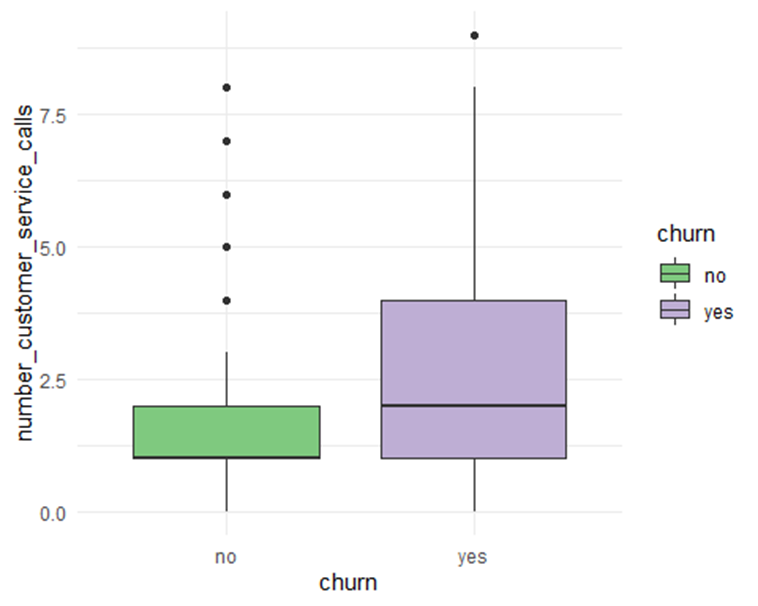 number_customer_service_calls
7.5
5.0
2.5
0.0
no
yes
churn
churn
no
yes